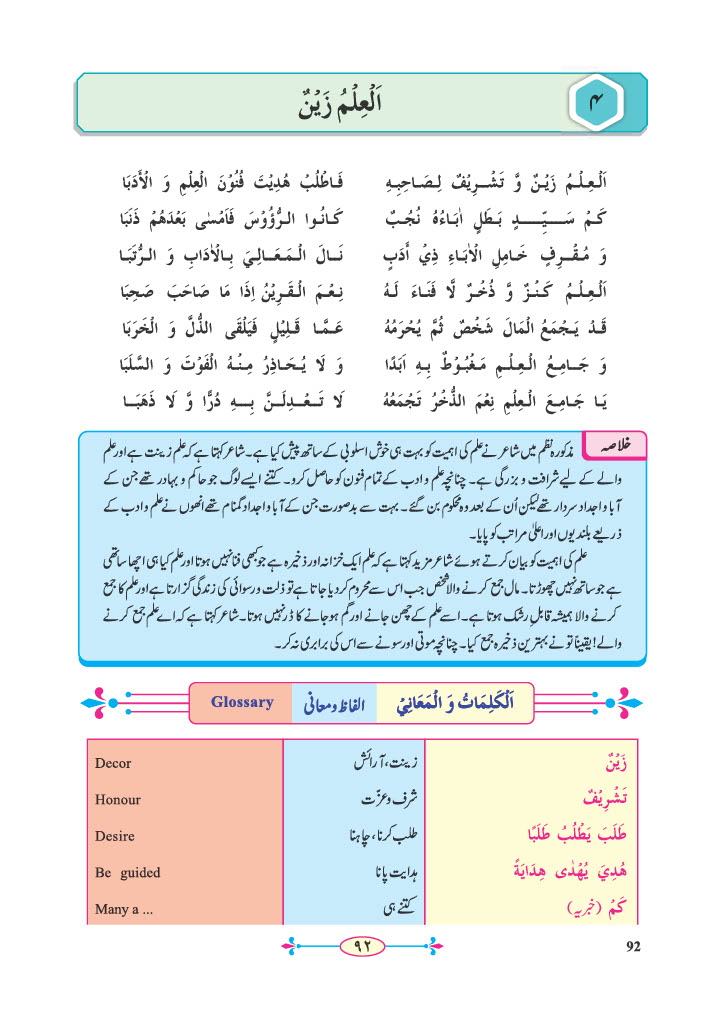 ۴
اَلْعِلْمُ زَيْنٌ
اَلْعِلْمُ زَيْنٌ وَّ تَشْرِيْفٌ لِصَاحِبِهِ فَاطْلُبْ هُدِيْتَ فُنُوْنَ الْعِلْمِ وَ الْأَدَبَا
كَمْ سَيِّدٍ بَطَلٍ اٰبَاءُهُ نُجُبٌ كَانُوا الرُّؤُوْسَ فَاَمْسٰى بَعْدَهُمْ ذَنَبَا
وَ مُقْرِفٍ خَامِلِ الْاٰبَاءِ ذِيْ أَدَبٍ نَالَ الْمَعَالِيَ بِالْاٰدَابِ وَ الرُّتَبَا
اَلْعِلْمُ كَنْزٌ وَّ ذُخْرٌ لَّا فَنَاءَ لَهُ نِعْمَ الْقَرِيْنُ اِذَا مَا صَاحَبَ صَحِبَا
قَدْ يَجْمَعُ الْمَالَ شَخْصٌ ثُمَّ يُحْرَمُهُ عَمَّا قَلِيْلٍ فَيَلْقَى الذُّلَّ وَ الْحَرَبَا
وَ جَامِعُ الْعِلْمِ مَغْبُوْطٌ بِهِ اَبَدًا وَ لَا يُحَاذِرُ مِنْهُ الْفَوْتَ وَ السَّلَبَا
يَا جَامِعَ الْعِلْمِ نِعْمَ الذُّخْرُ تَجْمَعُهُ لَا تَعْدِلَنَّ بِهِ دُرًّا وَّ لَا ذَهَبَا
خلاصہ
مذکورہ نظم میں شاعر نے علم کی اہمیت کو بہت ہی خوش اسلوبی کے ساتھ پیش کیا ہے۔ شاعر کہتا ہے کہ علم زینت ہے اور علم
والے کے لیے شرافت و بزرگی ہے۔ چنانچہ علم و ادب کے تمام فنون کو حاصل کرو۔ کتنے ایسے لوگ جو حاکم و بہادر تھے جن کے
آبا و اجداد سردار تھے لیکن اُن کے بعد وہ محکوم بن گئے۔ بہت سے بدصورت جن کے آبا و اجداد گمنام تھے انھوں نے علم و ادب کے
ذریعے بلندیوں اور اعلیٰ مراتب کو پایا۔
علم کی اہمیت کو بیان کرتے ہوئے شاعر مزید کہتا ہے کہ علم ایک خزانہ اور ذخیرہ ہے جو کبھی فنا نہیں ہوتا اور علم کیا ہی اچھا ساتھی
ہے جو ساتھ نہیں چھوڑتا۔ مال جمع کرنے والا شخص جب اس سے محروم کر دیا جاتا ہے تو ذلت و رسوائی کی زندگی گزارتا ہے اور علم کا جمع
کرنے والا ہمیشہ قابلِ رشک ہوتا ہے۔ اسے علم کے چھن جانے اور گم ہو جانے کا ڈر نہیں ہوتا۔ شاعر کہتا ہے کہ اے علم جمع کرنے
والے! یقیناً تو نے بہترین ذخیرہ جمع کیا۔ چنانچہ موتی اور سونے سے اس کی برابری نہ کر۔
اَلْكَلِمَاتُ وَ الْمَعَانِيْ الفاظ و معانی Glossary
زَيْنٌ زینت، آرائش Decor
تَشْرِيْفٌ شرف و عزّت Honour
طَلَبَ يَطْلُبُ طَلَبًا طلب کرنا، چاہنا Desire
هُدِيَ يُهْدٰى هِدَايَةً ہدایت پانا Be guided
كَمْ (خبریہ) کتنے ہی Many a ...
۹۲
92